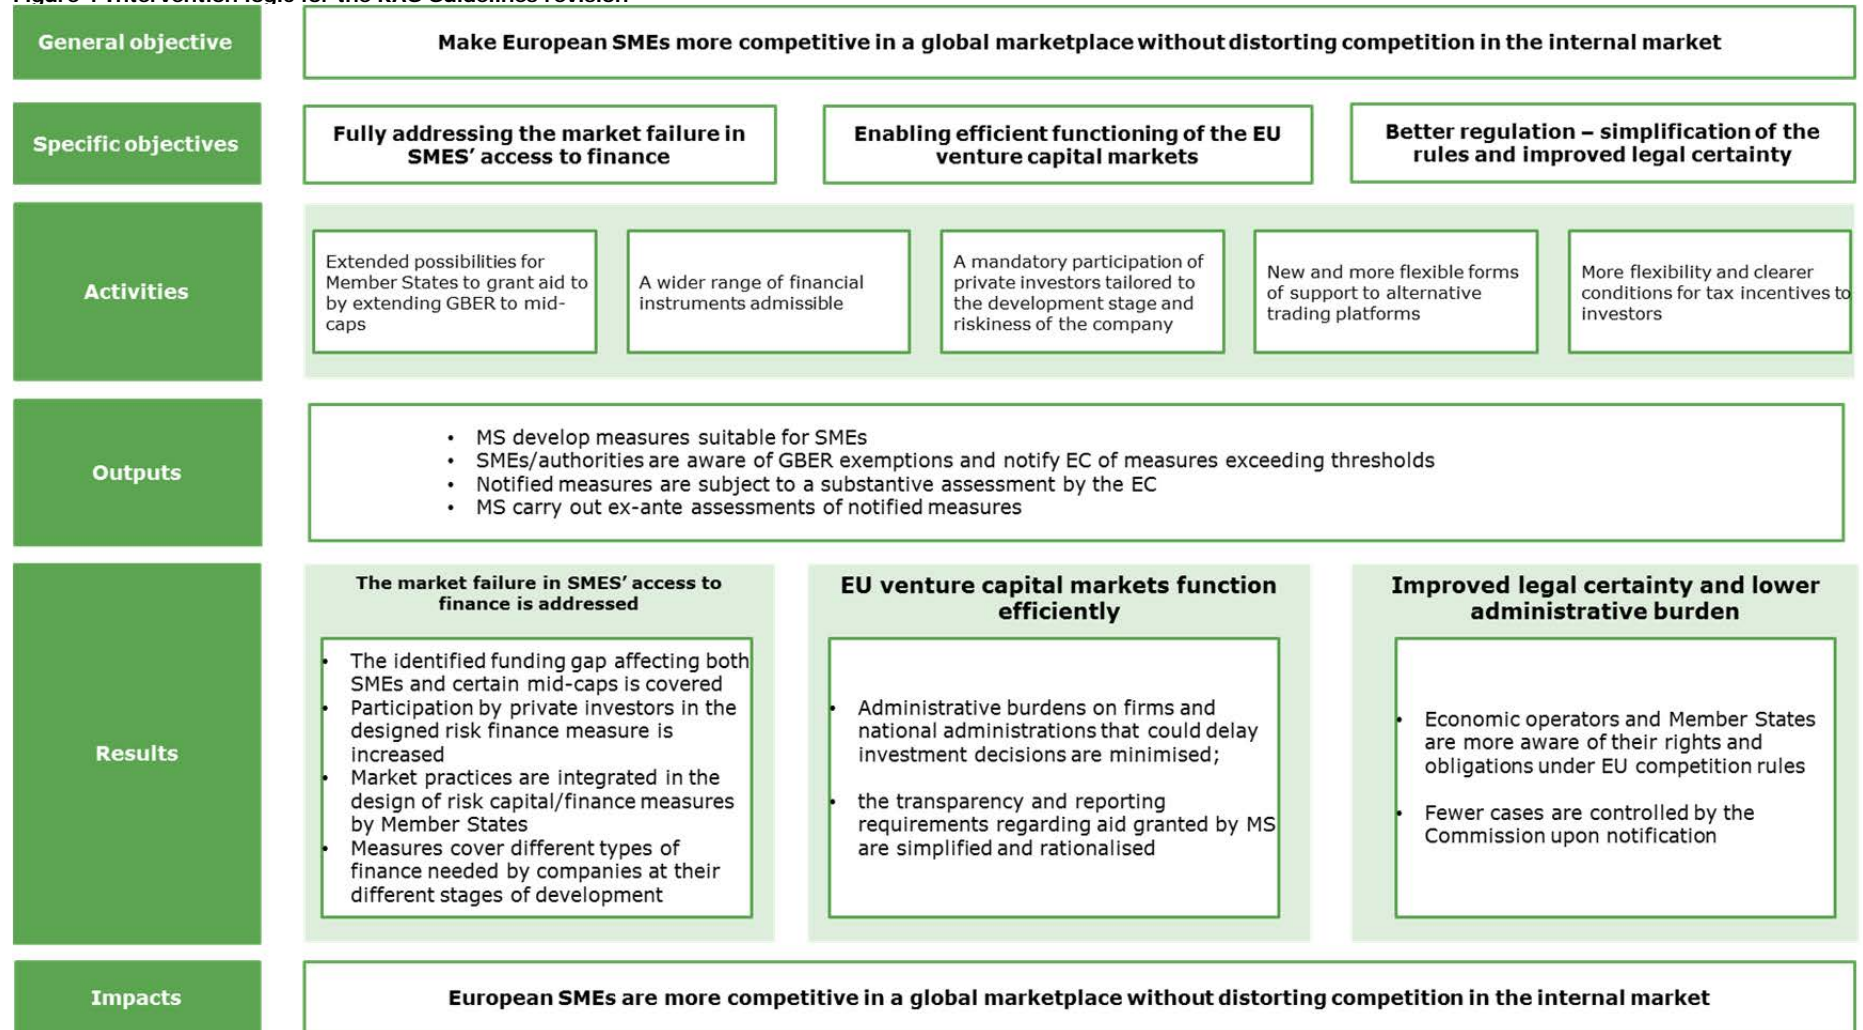 General objective
Make European SMEs more competitive in a global marketplace without distorting competition in the internal market
Specific objectives
Fully addressing the market failure in
SMES' access to finance
Enabling efficient functioning of the EU
venture capital markets
Better regulation – simplification of the
rules and improved legal certainty
Activities
Extended possibilities for
Member States to grant aid to
by extending GBER to mid-
caps
A wider range of financial
instruments admissible
A mandatory participation of
private investors tailored to
the development stage and
riskiness of the company
New and more flexible forms
of support to alternative
trading platforms
More flexibility and clearer
conditions for tax incentives to
investors
Outputs
• MS develop measures suitable for SMEs
• SMEs/authorities are aware of GBER exemptions and notify EC of measures exceeding thresholds
• Notified measures are subject to a substantive assessment by the EC
• MS carry out ex-ante assessments of notified measures
Results
The market failure in SMES' access to
finance is addressed
• The identified funding gap affecting both
SMEs and certain mid-caps is covered
• Participation by private investors in the
designed risk finance measure is
increased
• Market practices are integrated in the
design of risk capital/finance measures
by Member States
• Measures cover different types of
finance needed by companies at their
different stages of development
EU venture capital markets function
efficiently
• Administrative burdens on firms and
national administrations that could delay
investment decisions are minimised;
• the transparency and reporting
requirements regarding aid granted by MS
are simplified and rationalised
Improved legal certainty and lower
administrative burden
• Economic operators and Member States
are more aware of their rights and
obligations under EU competition rules
• Fewer cases are controlled by the
Commission upon notification
Impacts
European SMEs are more competitive in a global marketplace without distorting competition in the internal market